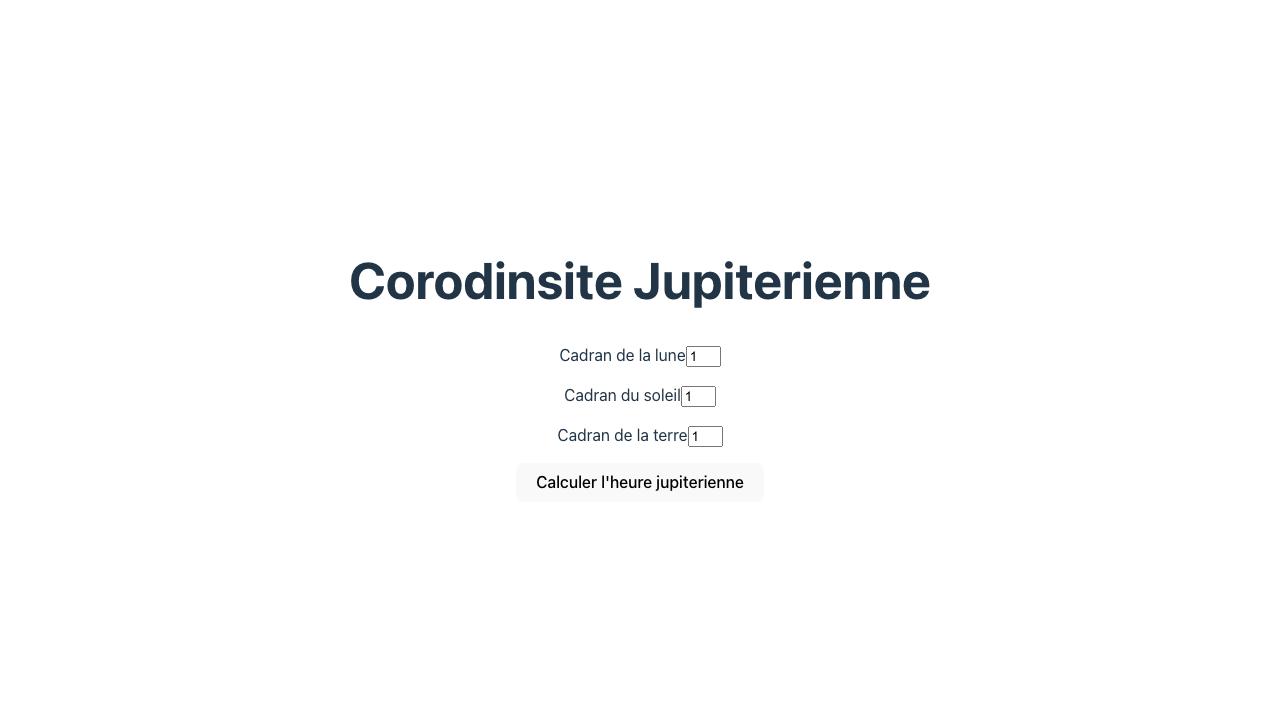 Corodinsite Jupiterienne
Cadran de la lune 1
Cadran du soleil 1
Cadran de la terre 1
Calculer l'heure jupiterienne